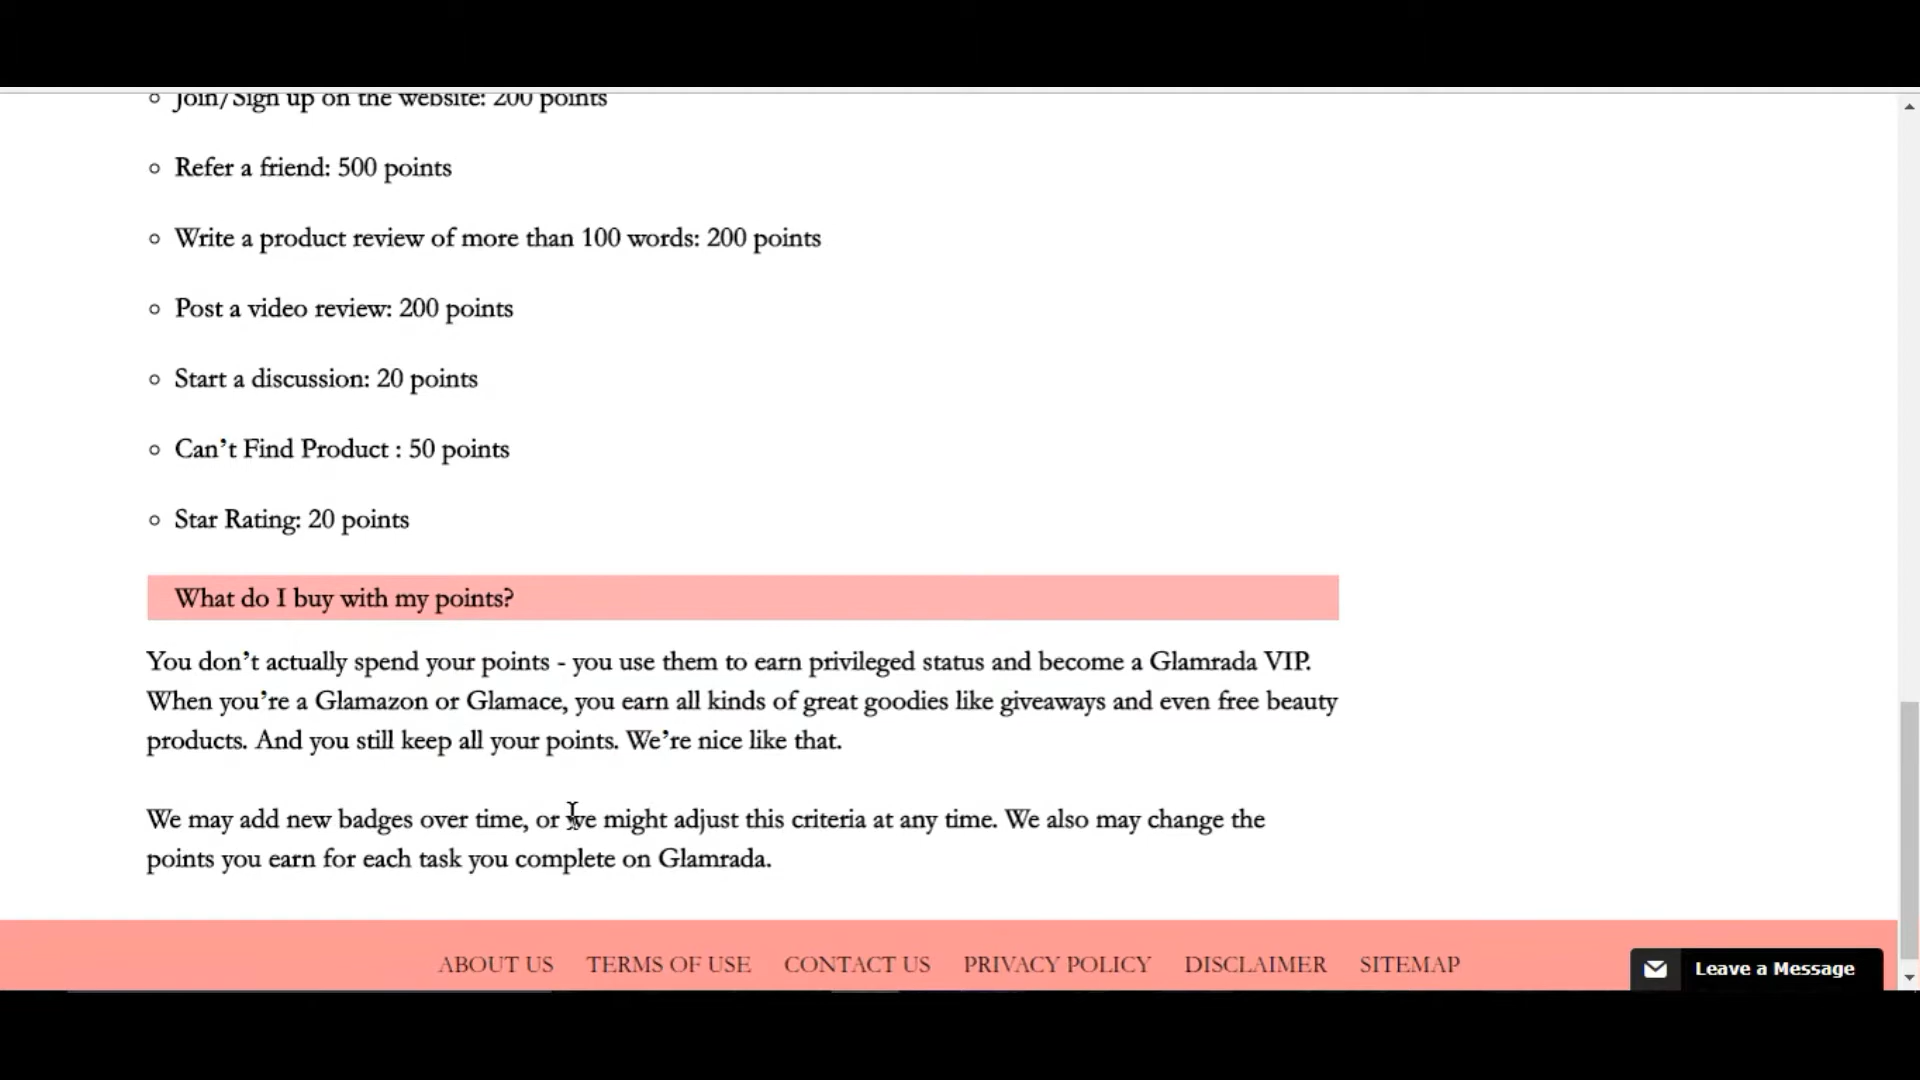 Join/Sign up on the website: 200 points
Refer a friend: 500 points
Write a product review of more than 100 words: 200 points
Post a video review: 200 points
Start a discussion: 20 points
Can’t Find Product : 50 points
Star Rating: 20 points
What do I buy with my points?
You don’t actually spend your points - you use them to earn privileged status and become a Glamrada VIP.
When you’re a Glamazon or Glamace, you earn all kinds of great goodies like giveaways and even free beauty
products. And you still keep all your points. We’re nice like that.
We may add new badges over time, or we might adjust this criteria at any time. We also may change the
points you earn for each task you complete on Glamrada.
ABOUT US TERMS OF USE CONTACT US PRIVACY POLICY DISCLAIMER SITEMAP
Leave a Message